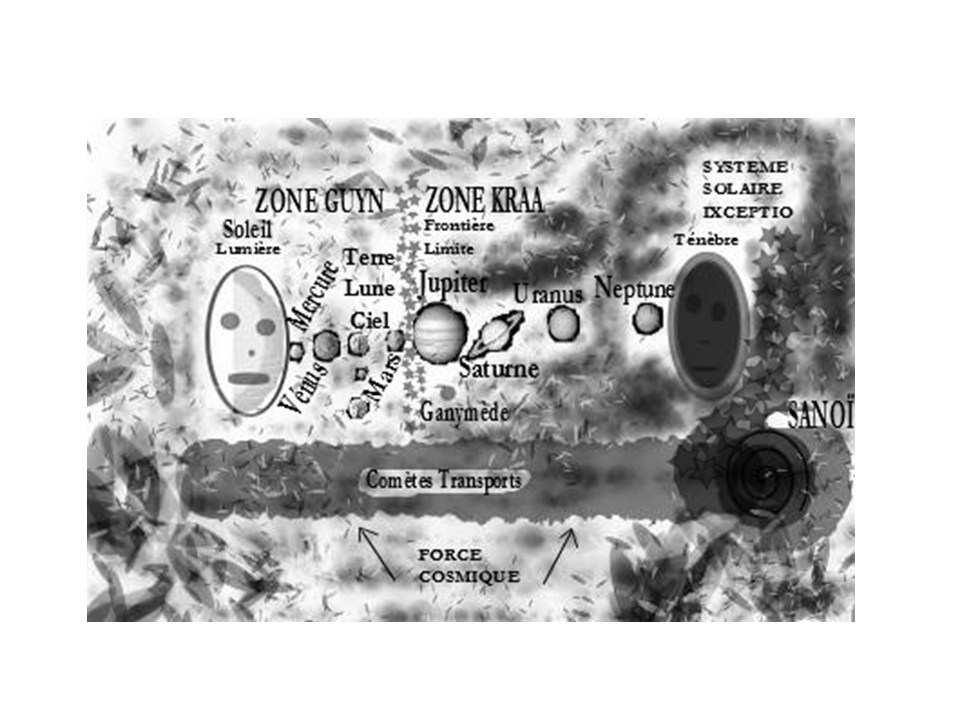 SYSTEME
SOLAIRE
IXCEPTIO
ZONE GUYN
ZONE KRAA
Soleil
Lumière
Frontière
Limite
Ténèbre
Terre
Lune
Ciel
Mercure
Vénus
Mars
Jupiter
Saturne
Uranus
Neptune
Ganymède
SANOÏ
Comètes Transports
FORCE
COSMIQUE